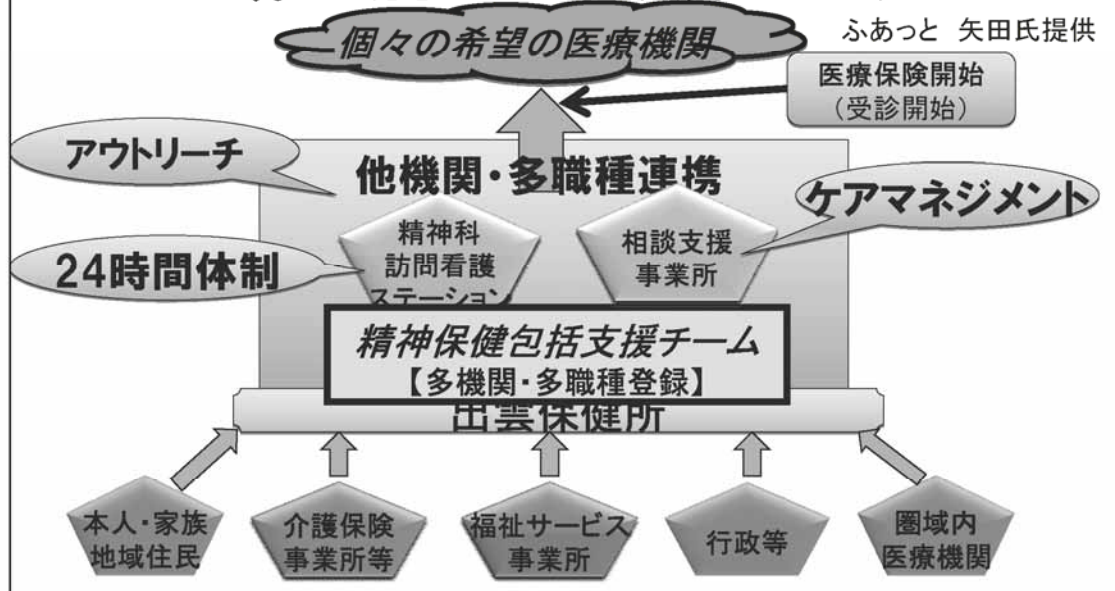 ふあっと 矢田氏提供
個々の希望の医療機関
医療保険開始
（受診開始）
アウトリーチ
他機関・多職種連携
ケアマネジメント
精神科
訪問看護
ステーション
相談支援
事業所
24時間体制
精神保健包括支援チーム
【多機関・多職種登録】
出雲保健所
本人・家族
地域住民
介護保険
事業所等
福祉サービス
事業所
行政等
圏域内
医療機関